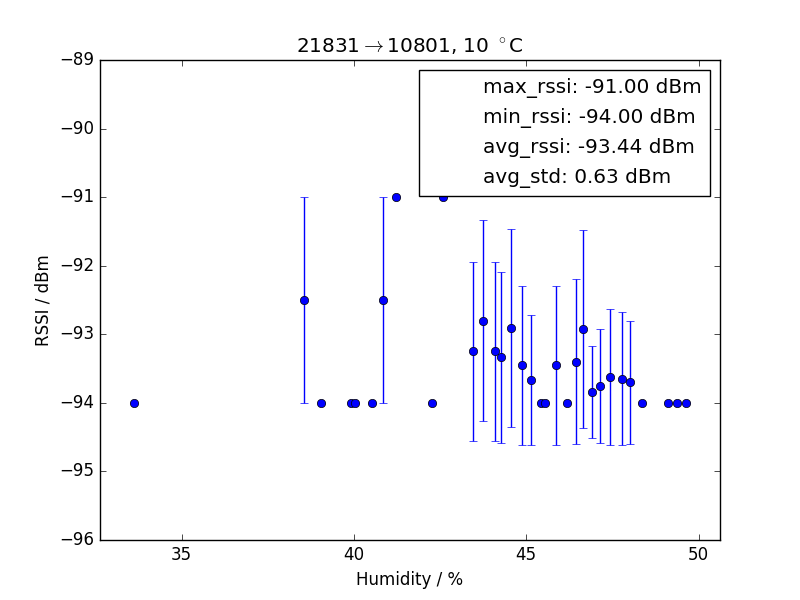 21831→10801, 10 °C
max_rssi: -91.00 dBm
min_rssi: -94.00 dBm
avg_rssi: -93.44 dBm
avg_std: 0.63 dBm
RSSI / dBm
−89
−90
−91
−92
−93
−94
−95
−96
35 40 45 50
Humidity / %